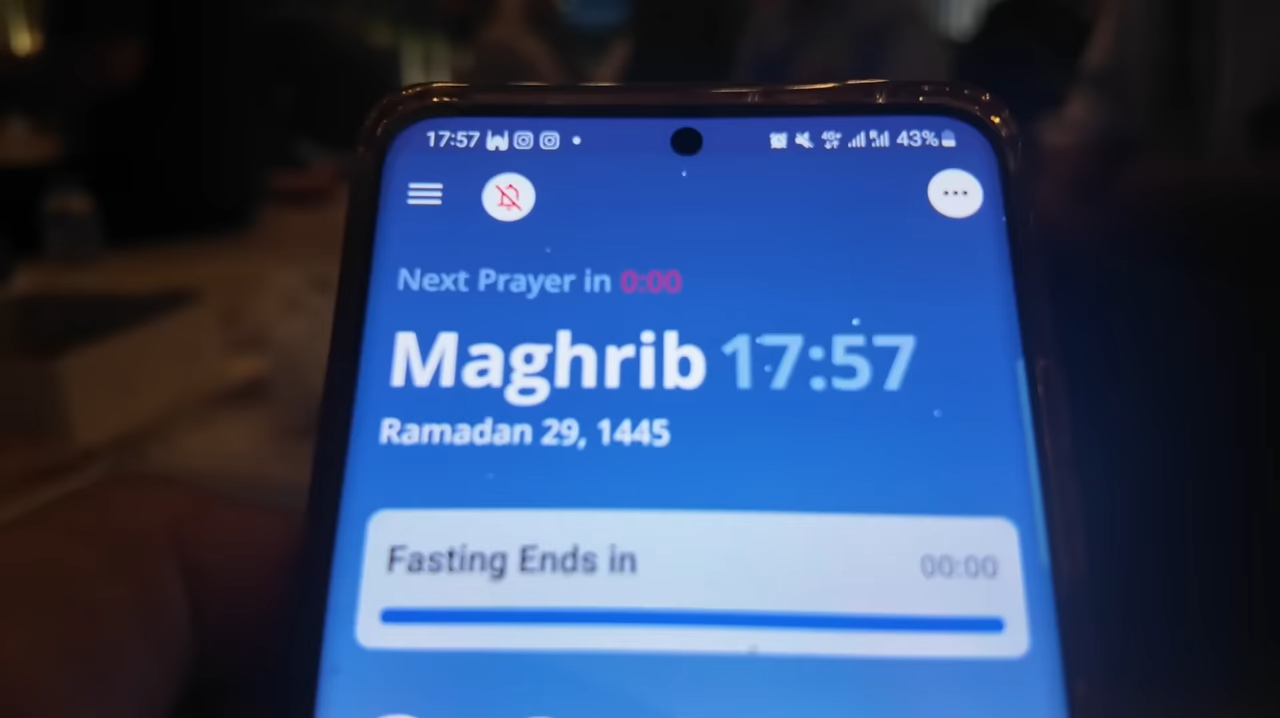 17:57 43%
Next Prayer in 0:00
Maghrib 17:57
Ramadan 29, 1445
Fasting Ends in 00:00